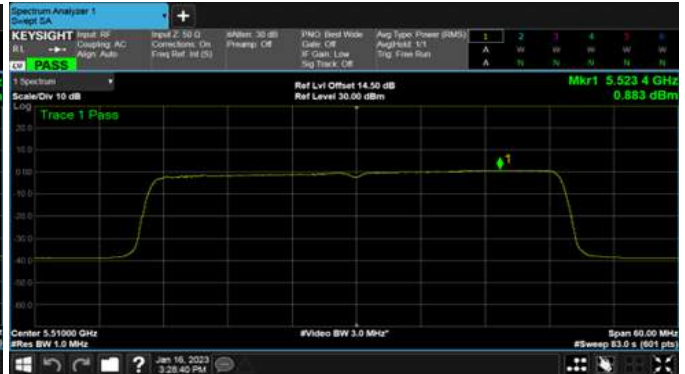 Spectrum Analyzer 1
Swept SA
+
KEYSIGHT Input: RF Input Z: 50 Ω #Atten: 30 dB PNO: Best Wide Avg Type: Power (RMS) 1 2 3 4 5 6
RL Coupling: AC Corrections: On Preamp: Off Gate: Off Avg|Hold: 1/1 A W W W W W
Align: Auto Freq Ref: Int (S) IF Gain: Low Trig: Free Run
Sig Track: Off A N N N N N
PASS
1 Spectrum Ref Lvl Offset 14.50 dB Mkr1 5.523 4 GHz
Scale/Div 10 dB Ref Level 30.00 dBm 0.883 dBm
Log
Trace 1 Pass
20.0
10.0
0.00
1
-10.0
-20.0
-30.0
-40.0
-50.0
-60.0
Center 5.51000 GHz #Video BW 3.0 MHz* Span 60.00 MHz
#Res BW 1.0 MHz #Sweep 83.0 s (601 pts)
? Jan 16, 2023
3:28:40 PM